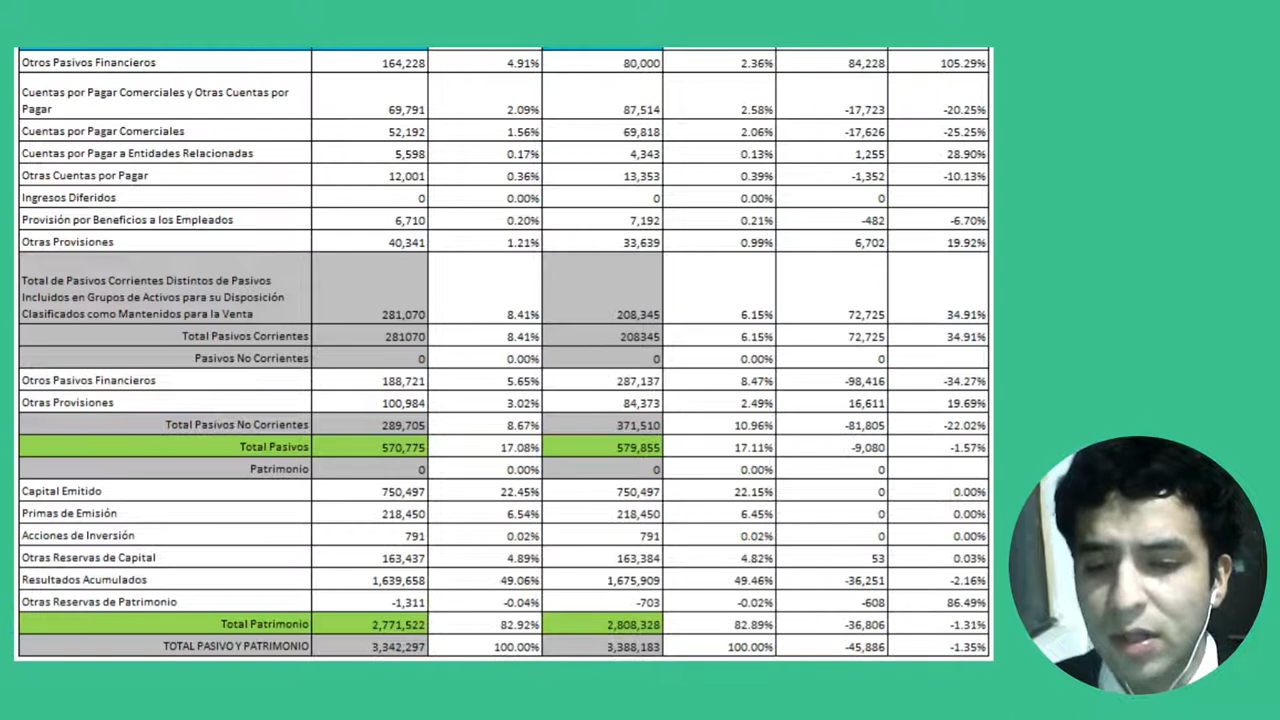 Otros Pasivos Financieros 164,228 4.91% 80,000 2.36% 84,228 105.29%
Cuentas por Pagar Comerciales y Otras Cuentas por
Pagar 69,791 2.09% 87,514 2.58% -17,723 -20.25%
Cuentas por Pagar Comerciales 52,192 1.56% 69,818 2.06% -17,626 -25.25%
Cuentas por Pagar a Entidades Relacionadas 5,598 0.17% 4,343 0.13% 1,255 28.90%
Otras Cuentas por Pagar 12,001 0.36% 13,353 0.39% -1,352 -10.13%
Ingresos Diferidos 0 0.00% 0 0.00% 0
Provisión por Beneficios a los Empleados 6,710 0.20% 7,192 0.21% -482 -6.70%
Otras Provisiones 40,341 1.21% 33,639 0.99% 6,702 19.92%
Total de Pasivos Corrientes Distintos de Pasivos
Incluidos en Grupos de Activos para su Disposición
Clasificados como Mantenidos para la Venta 281,070 8.41% 208,345 6.15% 72,725 34.91%
Total Pasivos Corrientes 281070 8.41% 208345 6.15% 72,725 34.91%
Pasivos No Corrientes 0 0.00% 0 0.00% 0
Otros Pasivos Financieros 188,721 5.65% 287,137 8.47% -98,416 -34.27%
Otras Provisiones 100,984 3.02% 84,373 2.49% 16,611 19.69%
Total Pasivos No Corrientes 289,705 8.67% 371,510 10.96% -81,805 -22.02%
Total Pasivos 570,775 17.08% 579,855 17.11% -9,080 -1.57%
Patrimonio 0 0.00% 0 0.00% 0
Capital Emitido 750,497 22.45% 750,497 22.15% 0 0.00%
Primas de Emisión 218,450 6.54% 218,450 6.45% 0 0.00%
Acciones de Inversión 791 0.02% 791 0.02% 0 0.00%
Otras Reservas de Capital 163,437 4.89% 163,384 4.82% 53 0.03%
Resultados Acumulados 1,639,658 49.06% 1,675,909 49.46% -36,251 -2.16%
Otras Reservas de Patrimonio -1,311 -0.04% -703 -0.02% -608 86.49%
Total Patrimonio 2,771,522 82.92% 2,808,328 82.89% -36,806 -1.31%
TOTAL PASIVO Y PATRIMONIO 3,342,297 100.00% 3,388,183 100.00% -45,886 -1.35%